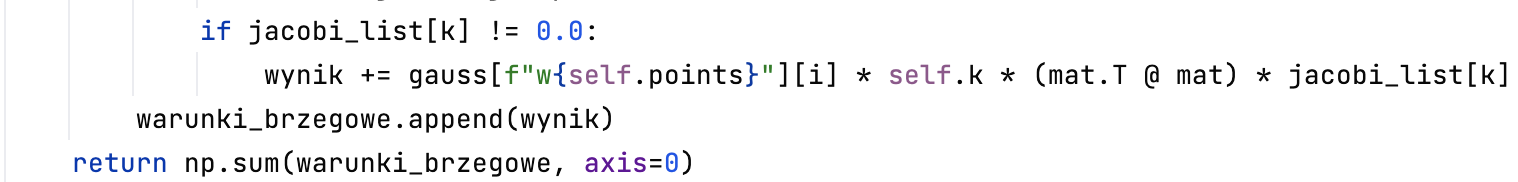 if jacobi_list[k] != 0.0:
wynik += gauss[f"w{self.points}"][i] * self.k * (mat.T @ mat) * jacobi_list[k]
warunki_brzegowe.append(wynik)
return np.sum(warunki_brzegowe, axis=0)